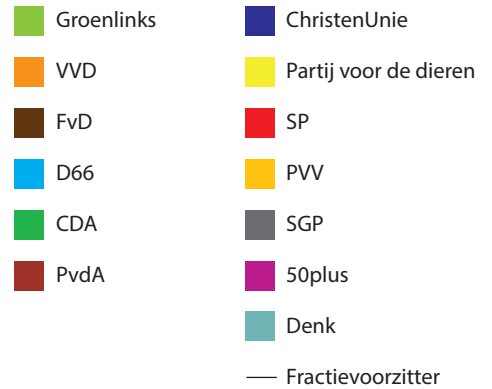 Groenlinks
VVD
FvD
D66
CDA
PvdA
ChristenUnie
Partij voor de dieren
SP
PVV
SGP
50plus
Denk
Fractievoorzitter